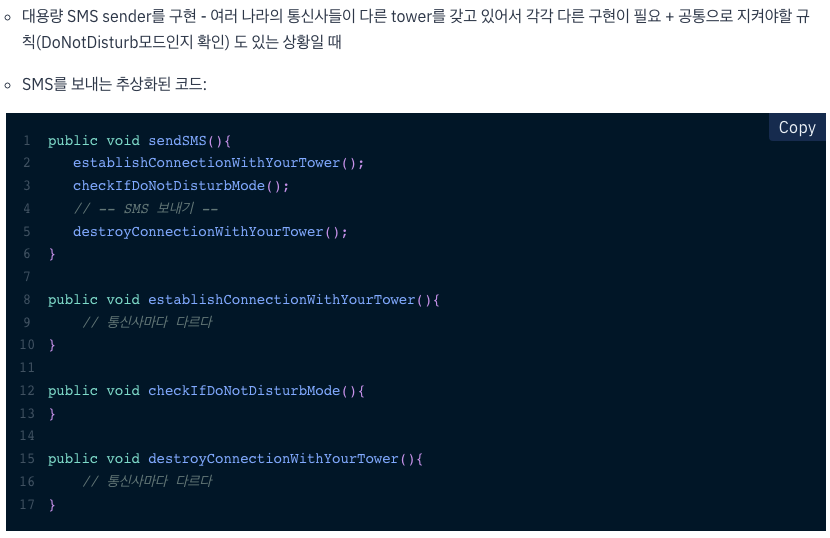 대용량 SMS sender를 구현 - 여러 나라의 통신사들이 다른 tower를 갖고 있어서 각각 다른 구현이 필요 + 공통으로 지켜야할 규
칙(DoNotDisturb모드인지 확인) 도 있는 상황일 때
SMS를 보내는 추상화된 코드:
Copy
1 public void sendSMS(){
2    establishConnectionWithYourTower();
3    checkIfDoNotDisturbMode();
4    // -- SMS 보내기 --
5    destroyConnectionWithYourTower();
6 }
7
8 public void establishConnectionWithYourTower(){
9     // 통신사마다 다르다
10 }
11
12 public void checkIfDoNotDisturbMode(){
13 }
14
15 public void destroyConnectionWithYourTower(){
16     // 통신사마다 다르다
17 }